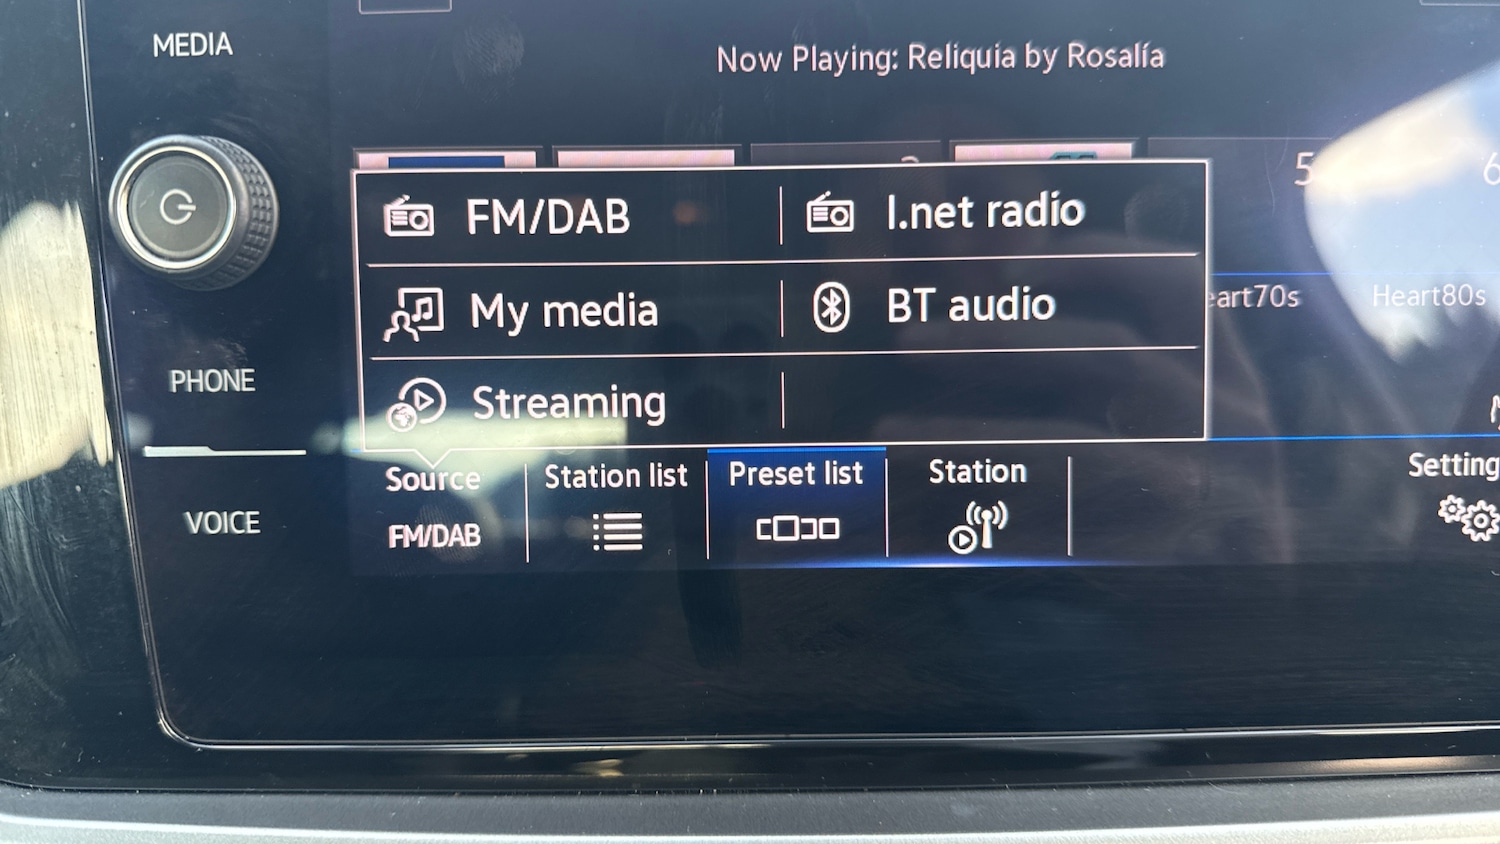 MEDIA
Now Playing: Reliquia by Rosalía
5
6
FM/DAB
I.net radio
My media
BT audio
Heart80s
PHONE
Streaming
Source
Station list
Preset list
Station
FM/DAB
VOICE